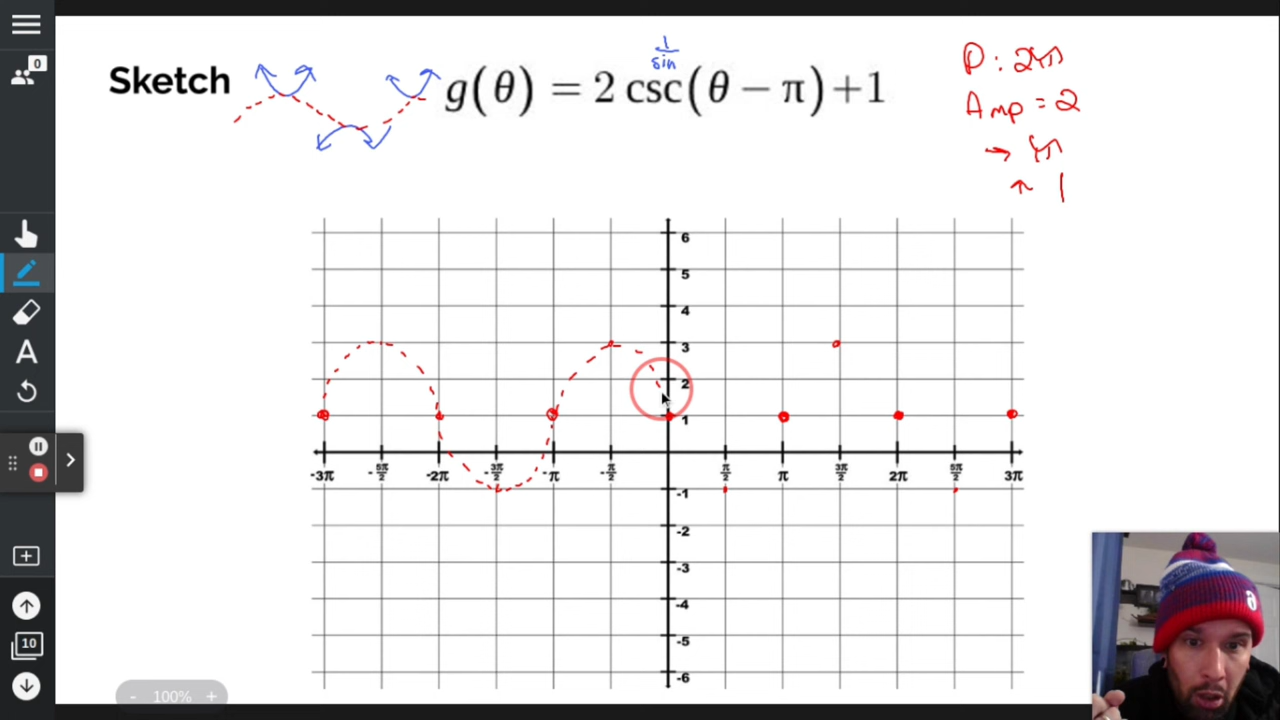 0
1
sin
Sketch g(θ) = 2 csc(θ − π) +1
P: 2π
Amp = 2
→ π
↑ 1
6
5
4
3
2
1
-3π -5π/2 -2π -3π/2 -π -π/2 π/2 π 3π/2 2π 5π/2 3π
-1
-2
-3
-4
-5
-6
A
10
- 100% +